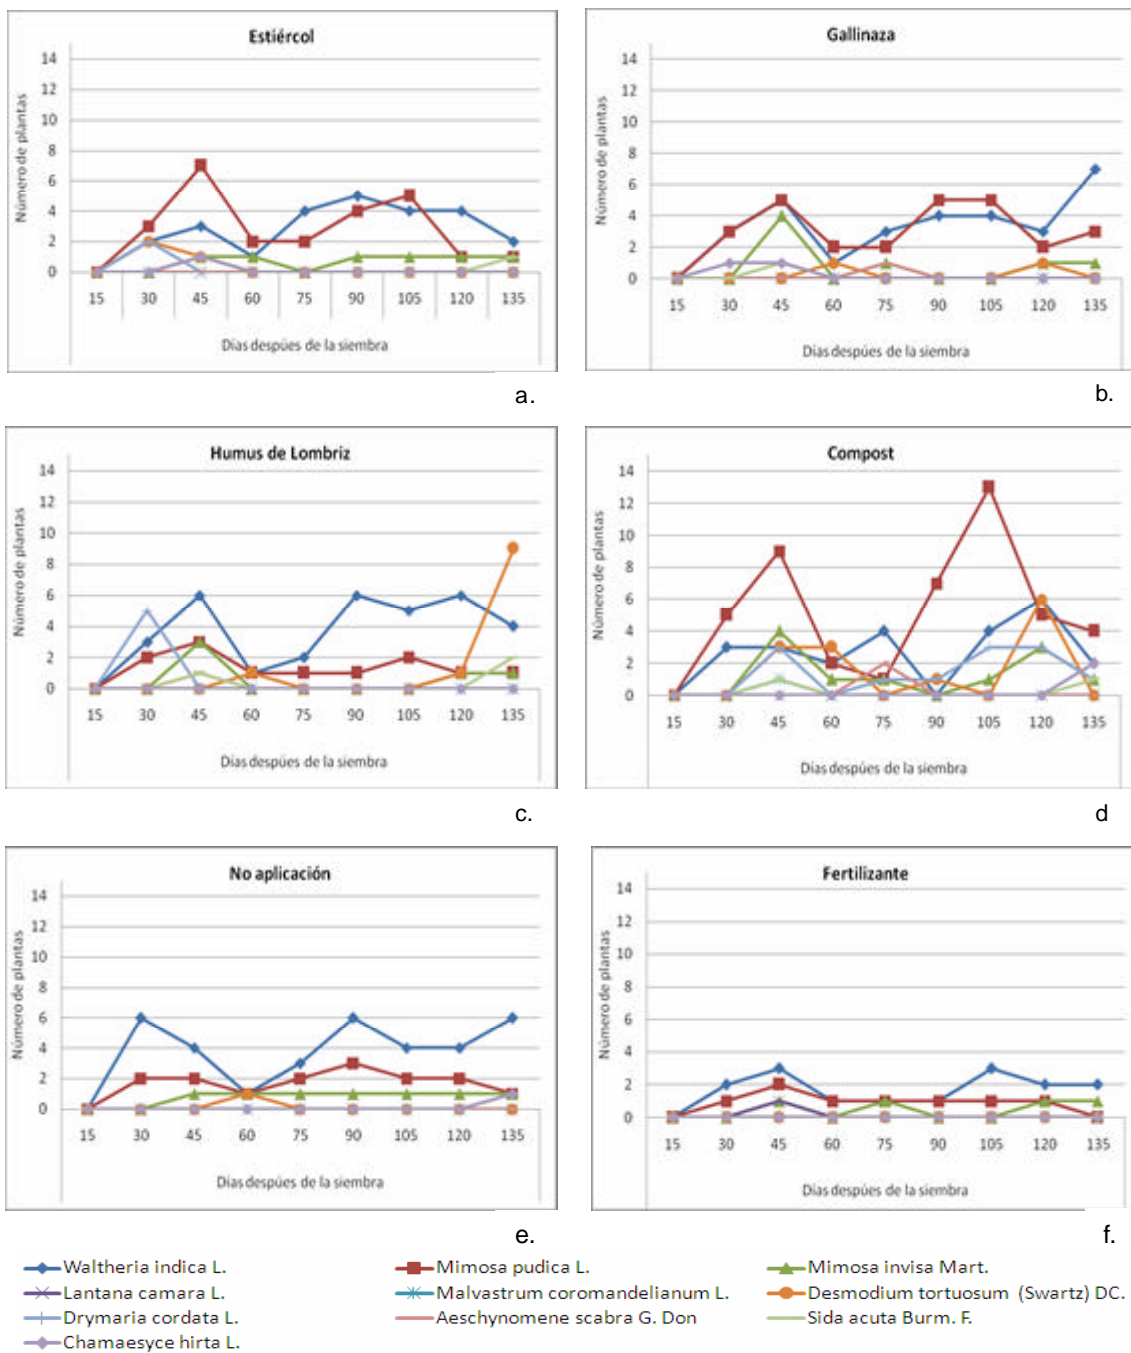 Estiércol
Número de plantas
14
12
10
8
6
4
2
0
15 30 45 60 75 90 105 120 135
Dias despúes de la siembra
a.
Gallinaza
Número de plantas
14
12
10
8
6
4
2
0
15 30 45 60 75 90 105 120 135
Dias despúes de la siembra
b.
Humus de Lombriz
Número de plantas
14
12
10
8
6
4
2
0
15 30 45 60 75 90 105 120 135
Dias despúes de la siembra
c.
Compost
Número de plantas
14
12
10
8
6
4
2
0
15 30 45 60 75 90 105 120 135
Dias despúes de la siembra
d
No aplicación
Número de plantas
14
12
10
8
6
4
2
0
15 30 45 60 75 90 105 120 135
Dias despúes de la siembra
e.
Fertilizante
Número de plantas
14
12
10
8
6
4
2
0
15 30 45 60 75 90 105 120 135
Dias despúes de la siembra
f.
Waltheria indica L. Mimosa pudica L. Mimosa invisa Mart.
Lantana camara L. Malvastrum coromandelianum L. Desmodium tortuosum (Swartz) DC.
Drymaria cordata L. Aeschynomene scabra G. Don Sida acuta Burm. F.
Chamaesyce hirta L.